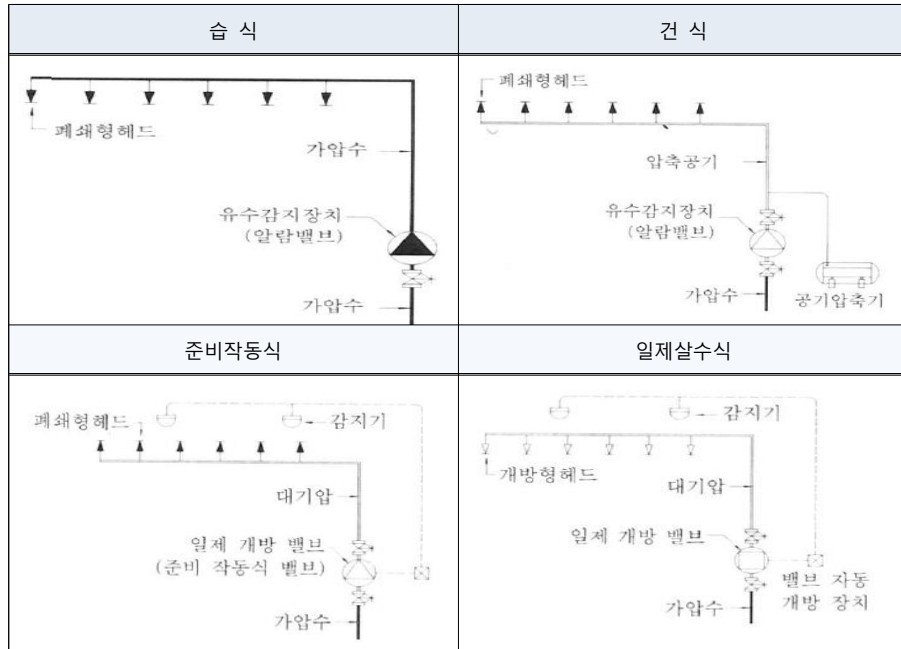 습 식
건 식
폐쇄형헤드
가압수
유수감지장치
(알람밸브)
가압수
폐쇄형헤드
압축공기
유수감지장치
(알람밸브)
가압수
공기압축기
준비작동식
일제살수식
폐쇄형헤드
감지기
대기압
일제 개방 밸브
(준비 작동식 밸브)
가압수
감지기
개방형헤드
대기압
일제 개방 밸브
밸브 자동
개방 장치
가압수